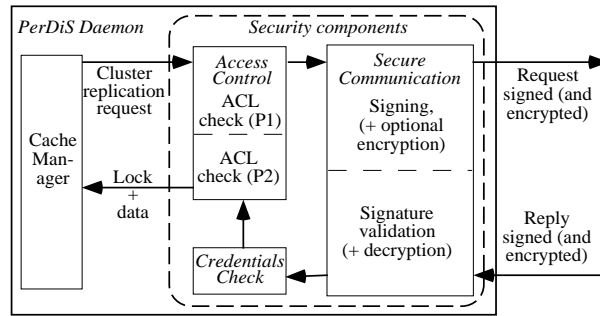 PerDiS Daemon
Security components
Cache
Man-
ager
Cluster
replication
request
Lock
+
data
Access
Control
ACL
check (P1)
ACL
check (P2)
Credentials
Check
Secure
Communication
Signing,
(+ optional
encryption)
Signature
validation
(+ decryption)
Request
signed (and
encrypted)
Reply
signed (and
encrypted)